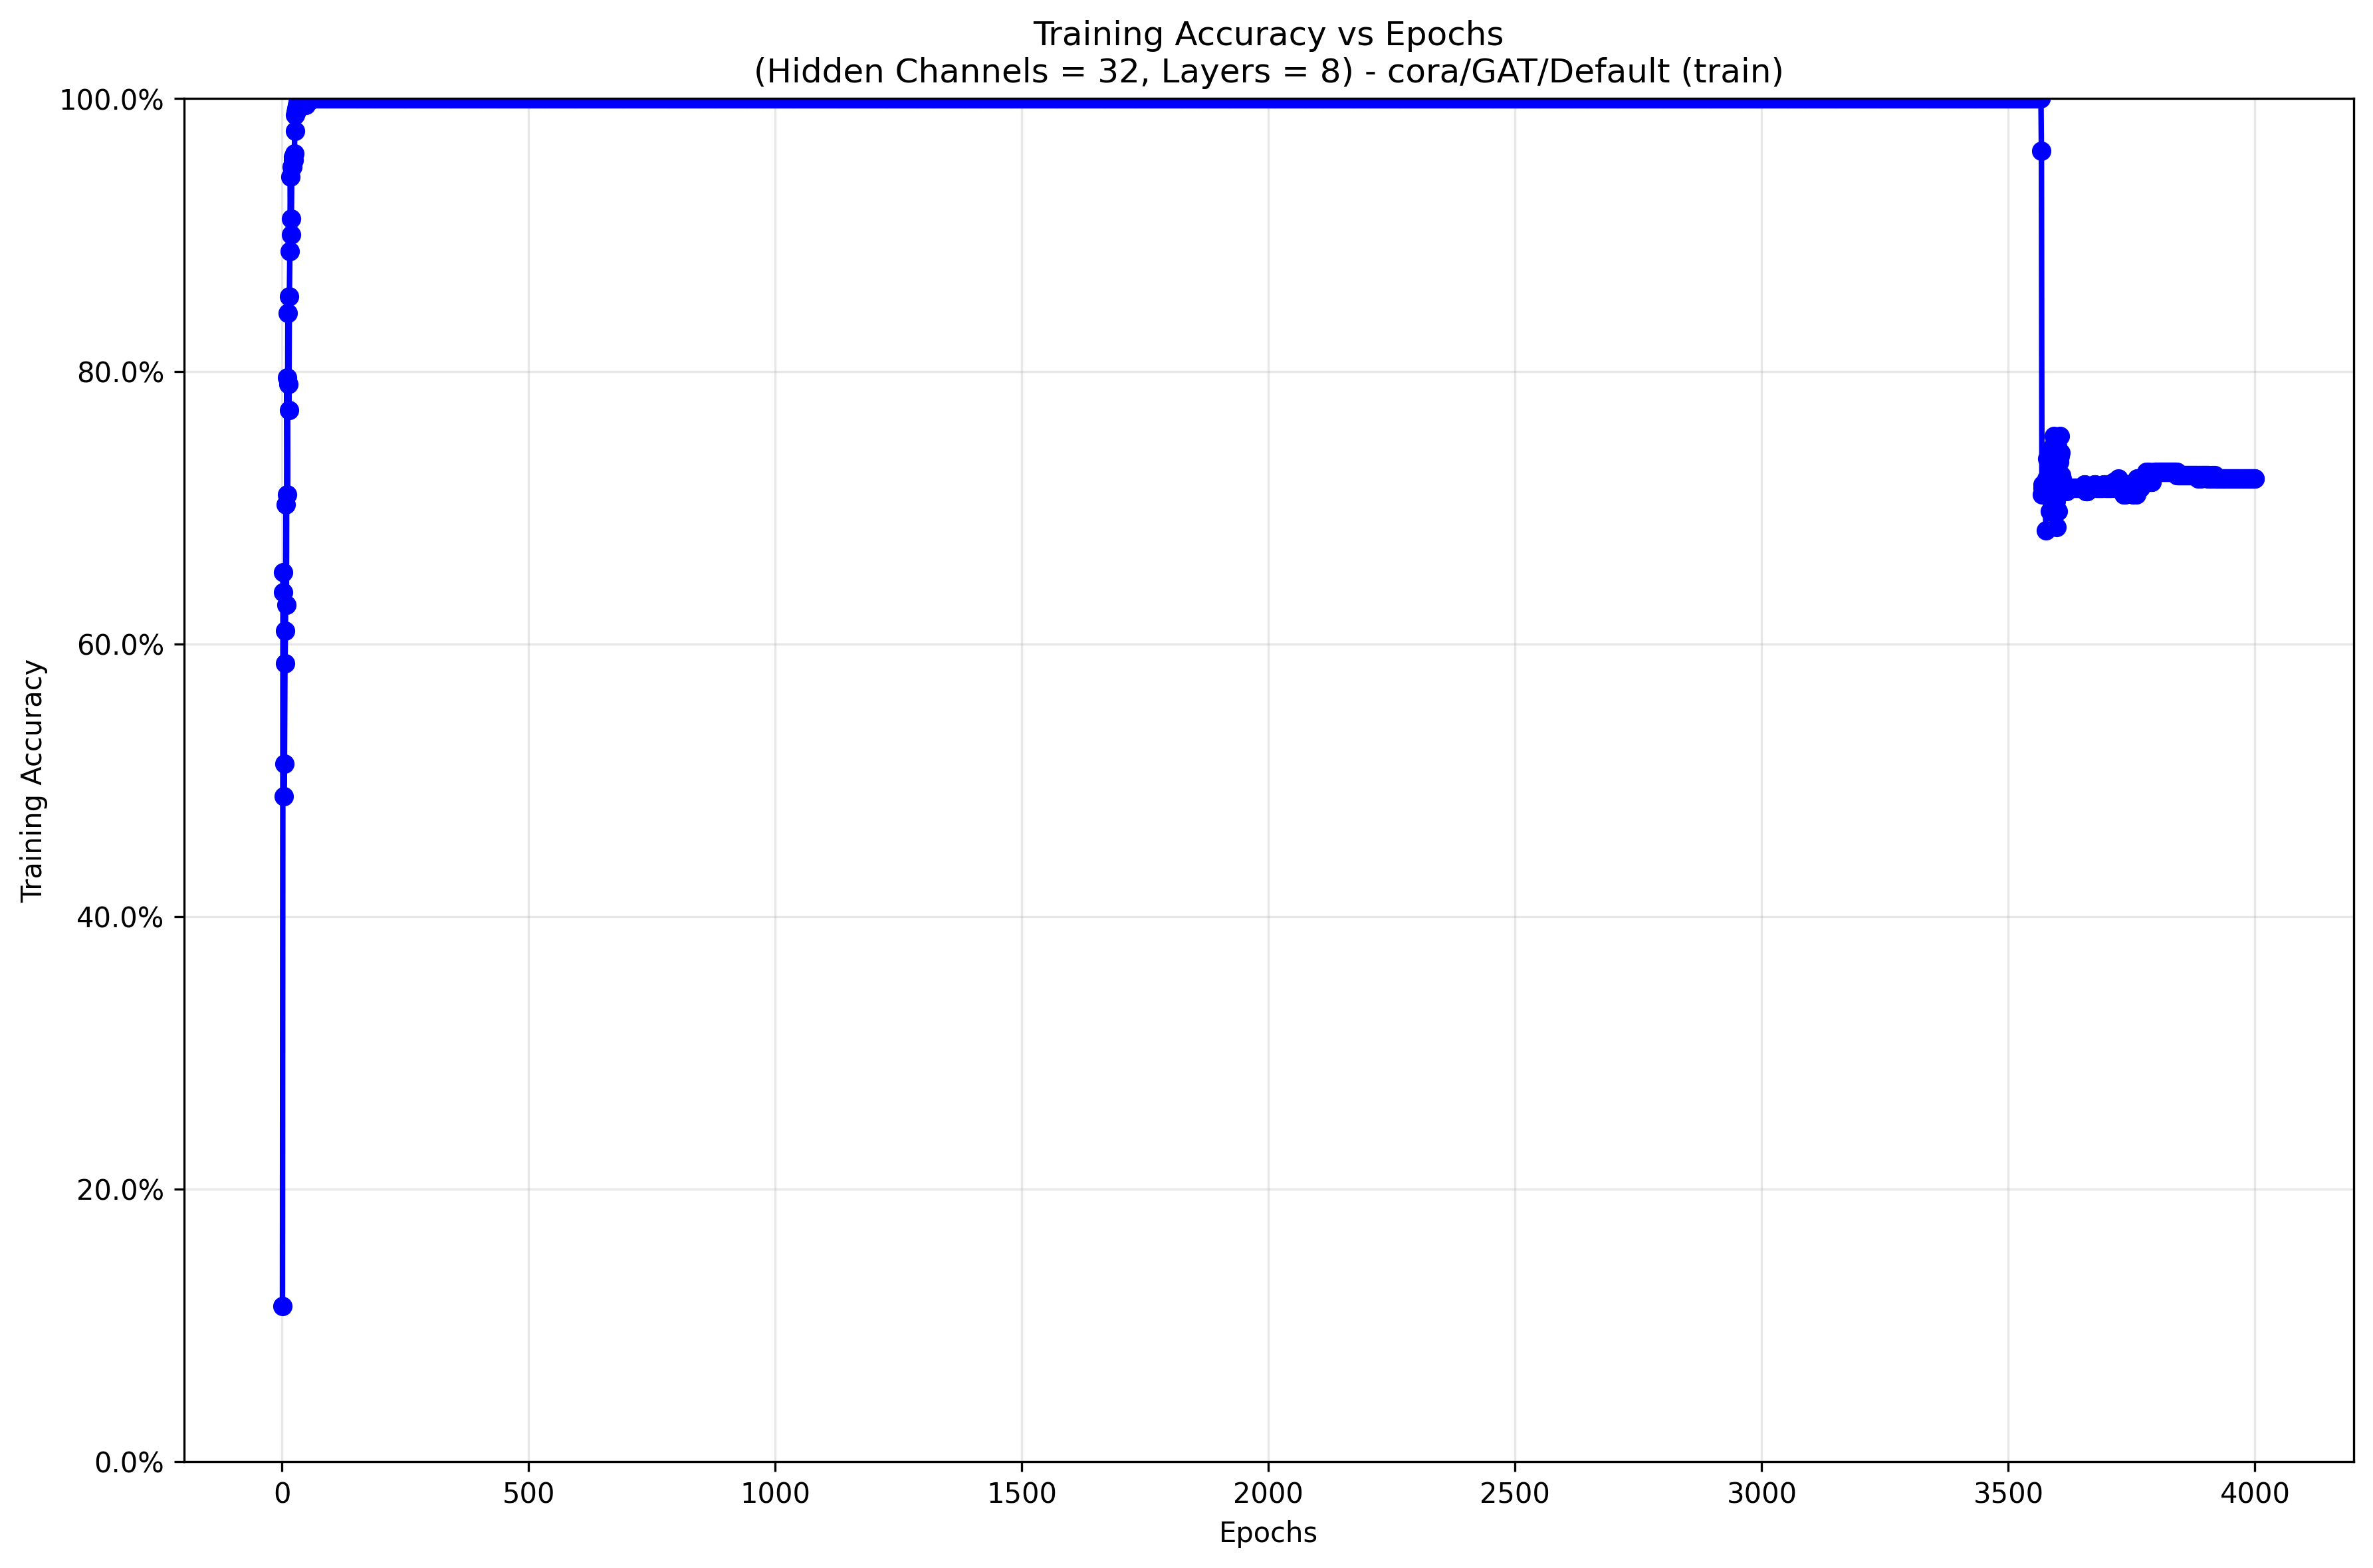 Training Accuracy vs Epochs
(Hidden Channels = 32, Layers = 8) - cora/GAT/Default (train)
Training Accuracy
100.0%
80.0%
60.0%
40.0%
20.0%
0.0%
0 500 1000 1500 2000 2500 3000 3500 4000
Epochs